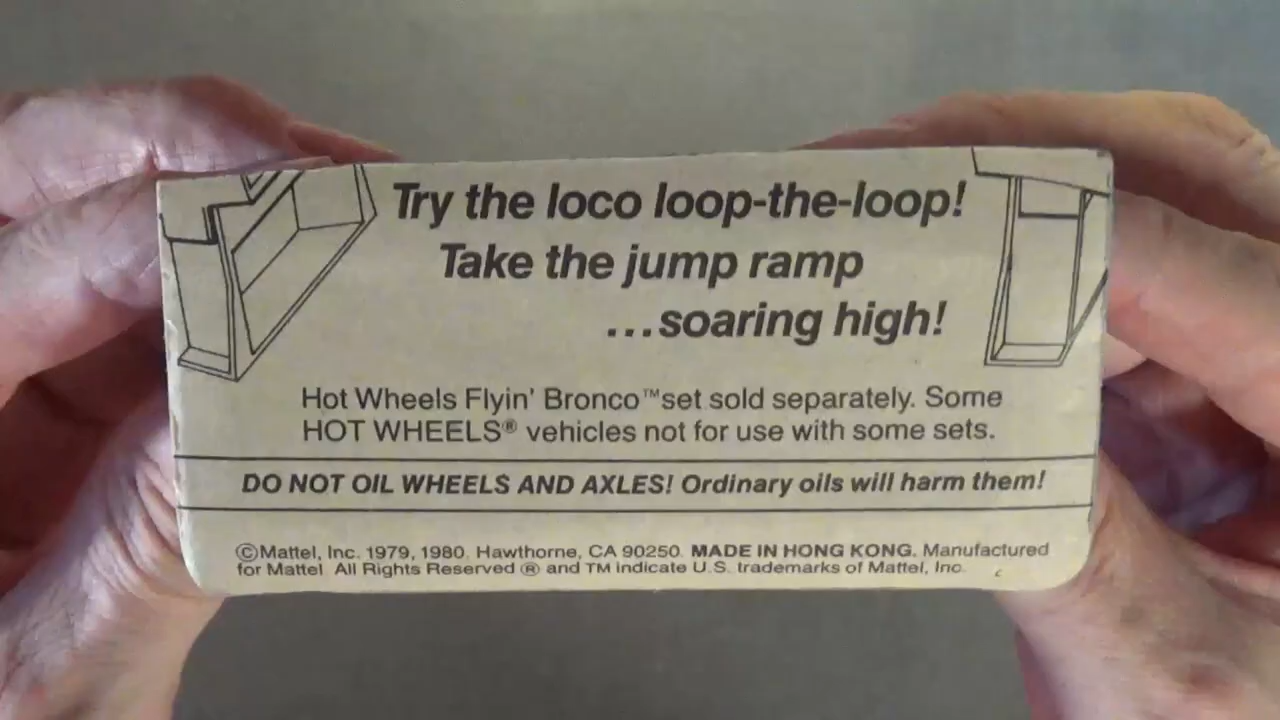 Try the loco loop-the-loop!
Take the jump ramp
...soaring high!
Hot Wheels Flyin' Bronco™ set sold separately. Some
HOT WHEELS® vehicles not for use with some sets.
DO NOT OIL WHEELS AND AXLES! Ordinary oils will harm them!
©Mattel, Inc. 1979, 1980. Hawthorne, CA 90250. MADE IN HONG KONG. Manufactured
for Mattel. All Rights Reserved ® and TM indicate U.S. trademarks of Mattel, Inc.